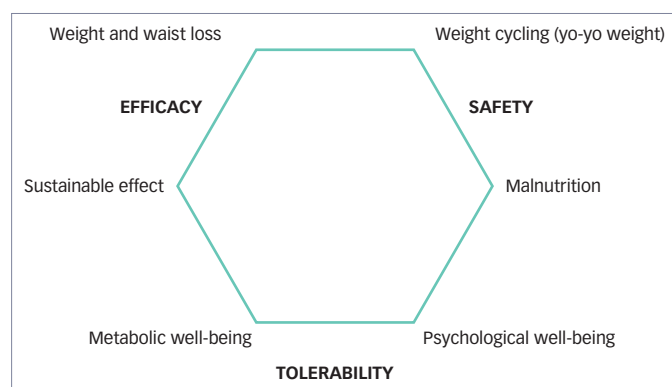 Weight and waist loss
Weight cycling (yo-yo weight)
EFFICACY
SAFETY
Sustainable effect
Malnutrition
Metabolic well-being
Psychological well-being
TOLERABILITY